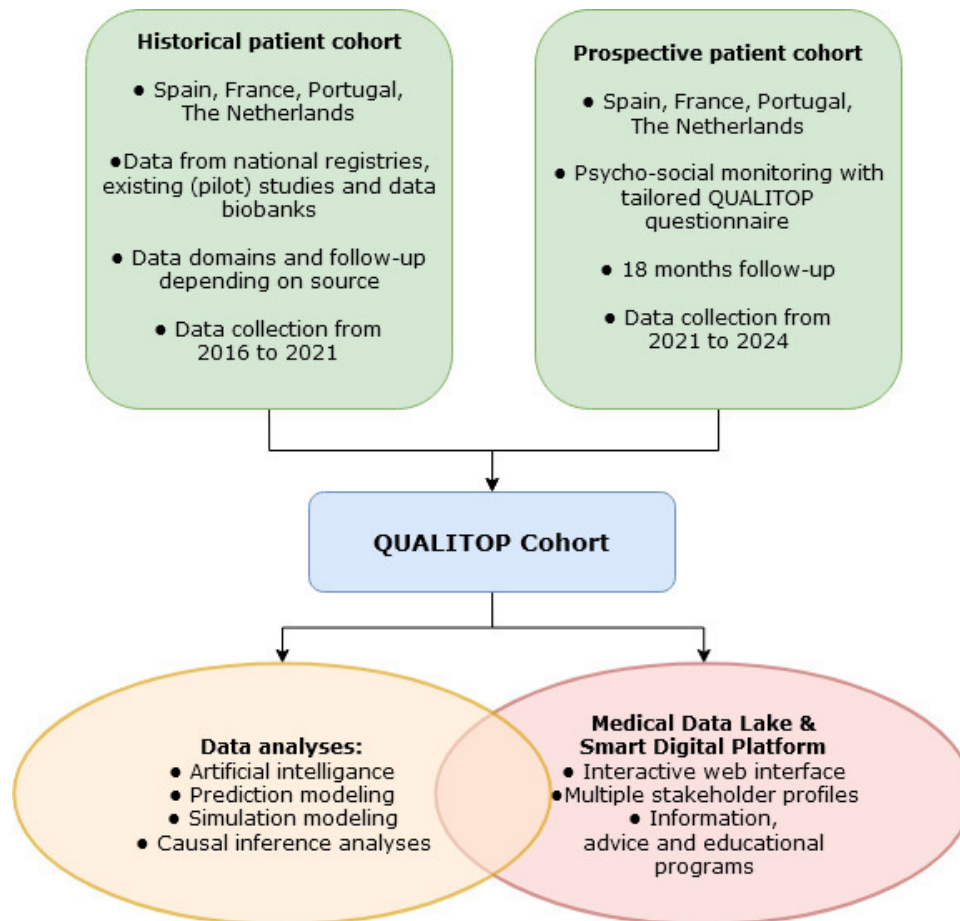 Historical patient cohort
● Spain, France, Portugal,
The Netherlands
●Data from national registries,
existing (pilot) studies and data
biobanks
● Data domains and follow-up
depending on source
● Data collection from
2016 to 2021
Prospective patient cohort
● Spain, France, Portugal,
The Netherlands
● Psycho-social monitoring with
tailored QUALITOP
questionnaire
● 18 months follow-up
● Data collection from
2021 to 2024
QUALITOP Cohort
Data analyses:
● Artificial intelligance
● Prediction modeling
● Simulation modeling
● Causal inference analyses
Medical Data Lake &
Smart Digital Platform
● Interactive web interface
●Multiple stakeholder profiles
● Information,
advice and educational
programs